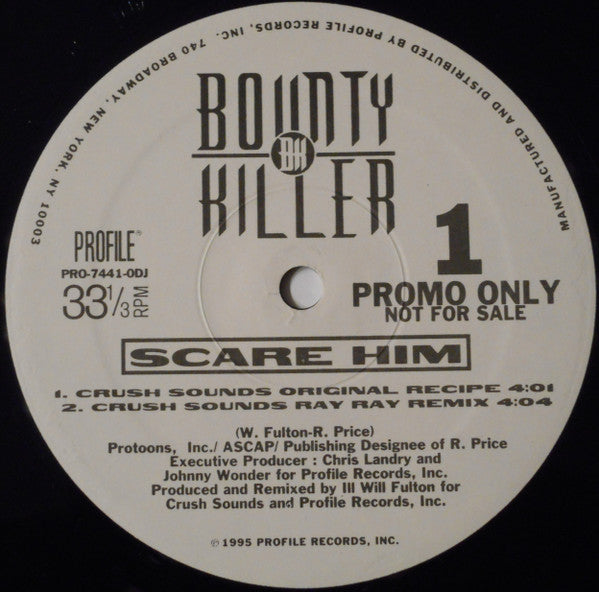 MANUFACTURED AND DISTRIBUTED BY PROFILE RECORDS, INC. 740 BROADWAY, NEW YORK, NY 10003
BOUNTY
BK
KILLER
PROFILE®
PRO-7441-0DJ
33 1/3 RPM
1
PROMO ONLY
NOT FOR SALE
SCARE HIM
1. CRUSH SOUNDS ORIGINAL RECIPE 4:01
2. CRUSH SOUNDS RAY RAY REMIX 4:04
(W. Fulton-R. Price)
Protoons, Inc./ ASCAP/ Publishing Designee of R. Price
Executive Producer : Chris Landry and
Johnny Wonder for Profile Records, Inc.
Produced and Remixed by Ill Will Fulton for
Crush Sounds and Profile Records, Inc.
℗ 1995 PROFILE RECORDS, INC.